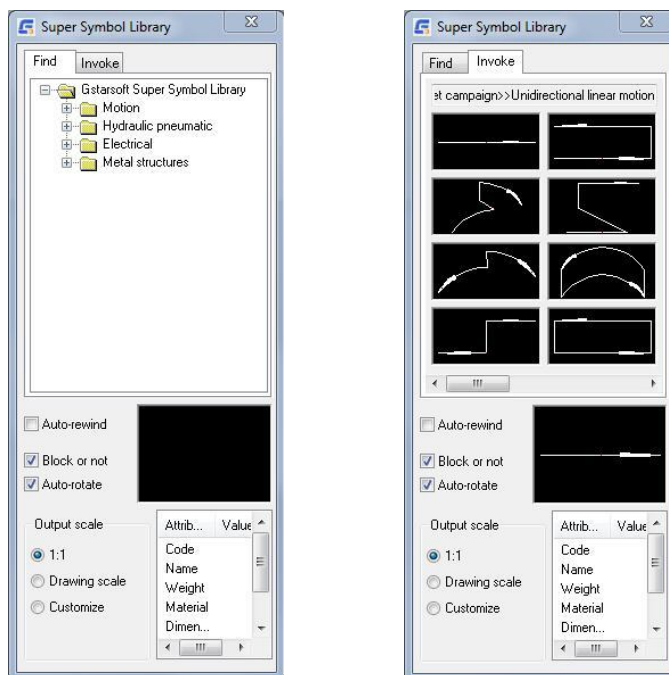 Super Symbol Library
Find Invoke
Gstarsoft Super Symbol Library
Motion
Hydraulic pneumatic
Electrical
Metal structures
Auto-rewind
Block or not
Auto-rotate
Output scale
1:1
Drawing scale
Customize
Attrib... Value
Code
Name
Weight
Material
Dimen...
Super Symbol Library
Find Invoke
campaign>>Unidirectional linear motion
Auto-rewind
Block or not
Auto-rotate
Output scale
1:1
Drawing scale
Customize
Attrib... Value
Code
Name
Weight
Material
Dimen...